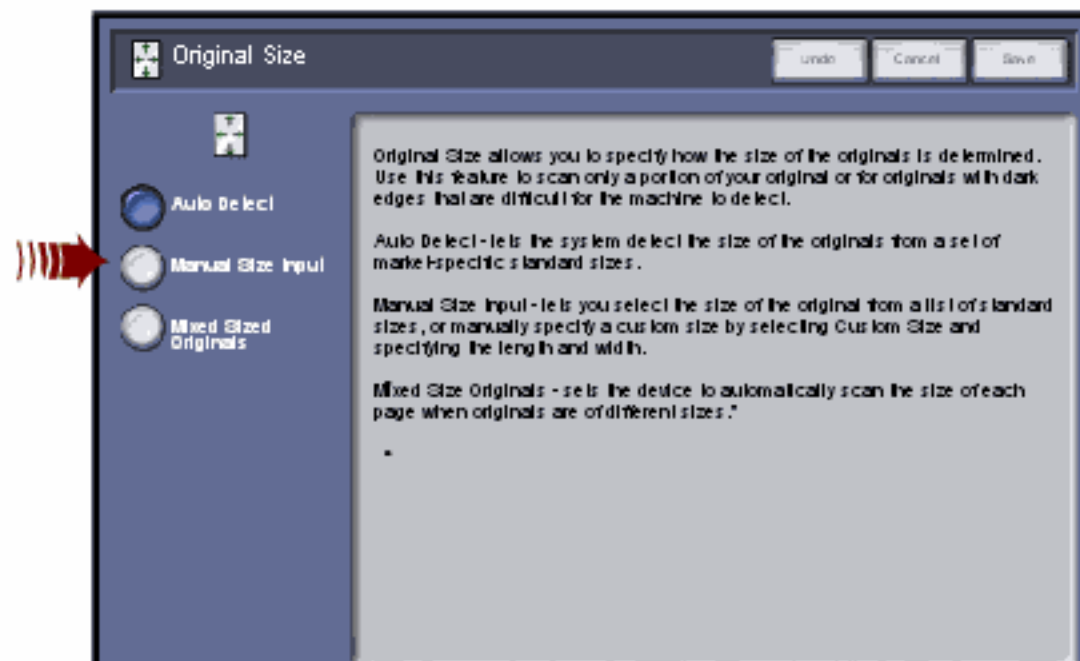 Original Size
Undo
Cancel
Save
Auto Detect
Manual Size Input
Mixed Sized
Originals
Original Size allows you to specify how the size of the originals is determined.
Use this feature to scan only a portion of your original or for originals with dark
edges that are difficult for the machine to detect.
Auto Detect - lets the system detect the size of the originals from a set of
market-specific standard sizes.
Manual Size Input - lets you select the size of the original from a list of standard
sizes, or manually specify a custom size by selecting Custom Size and
specifying the length and width.
Mixed Size Originals - sets the device to automatically scan the size of each
page when originals are of different sizes."